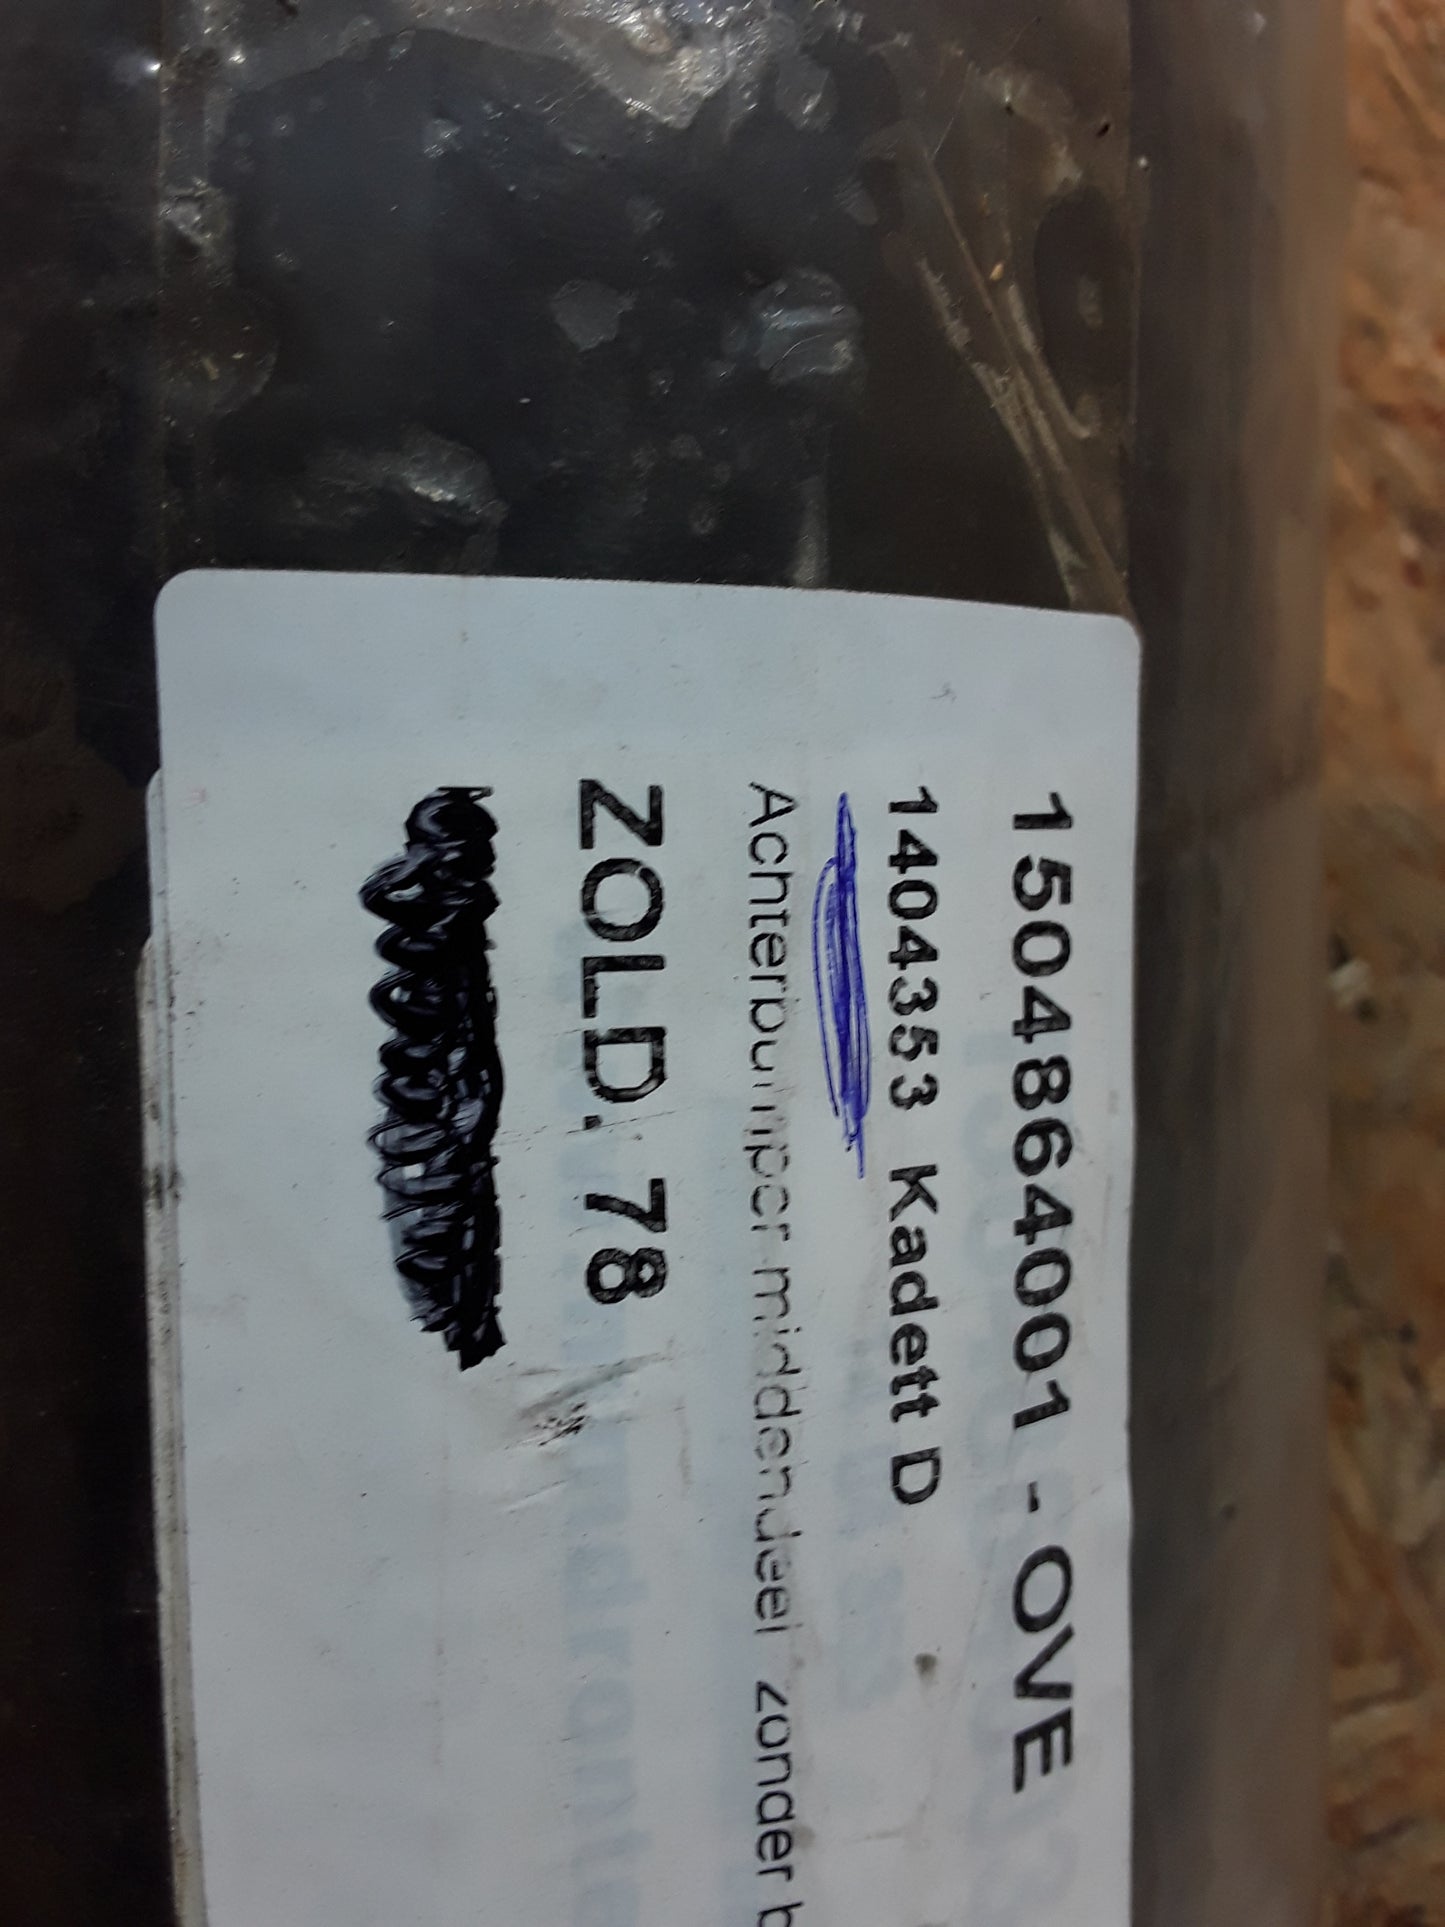 1504864001 - OVE
1404353 Kadett D
Achterbumper middendeel zonder b
ZOLD. 78